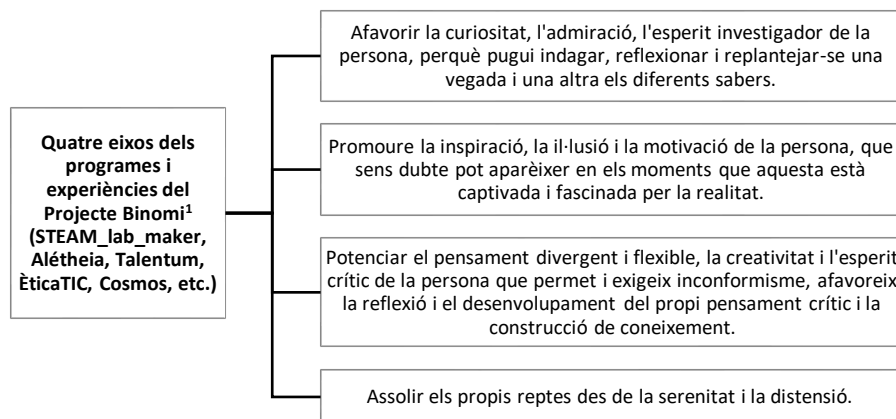 Afavorir la curiositat, l'admiració, l'esperit investigador de la
persona, perquè pugui indagar, reflexionar i replantejar-se una
vegada i una altra els diferents sabers.
Quatre eixos dels
programes i
experiències del
Projecte Binomi¹
(STEAM_lab_maker,
Alétheia, Talentum,
ÈticaTIC, Cosmos, etc.)
Promoure la inspiració, la il·lusió i la motivació de la persona, que
sens dubte pot aparèixer en els moments que aquesta està
captivada i fascinada per la realitat.
Potenciar el pensament divergent i flexible, la creativitat i l'esperit
crític de la persona que permet i exigeix inconformisme, afavoreix
la reflexió i el desenvolupament del propi pensament crític i la
construcció de coneixement.
Assolir els propis reptes des de la serenitat i la distensió.